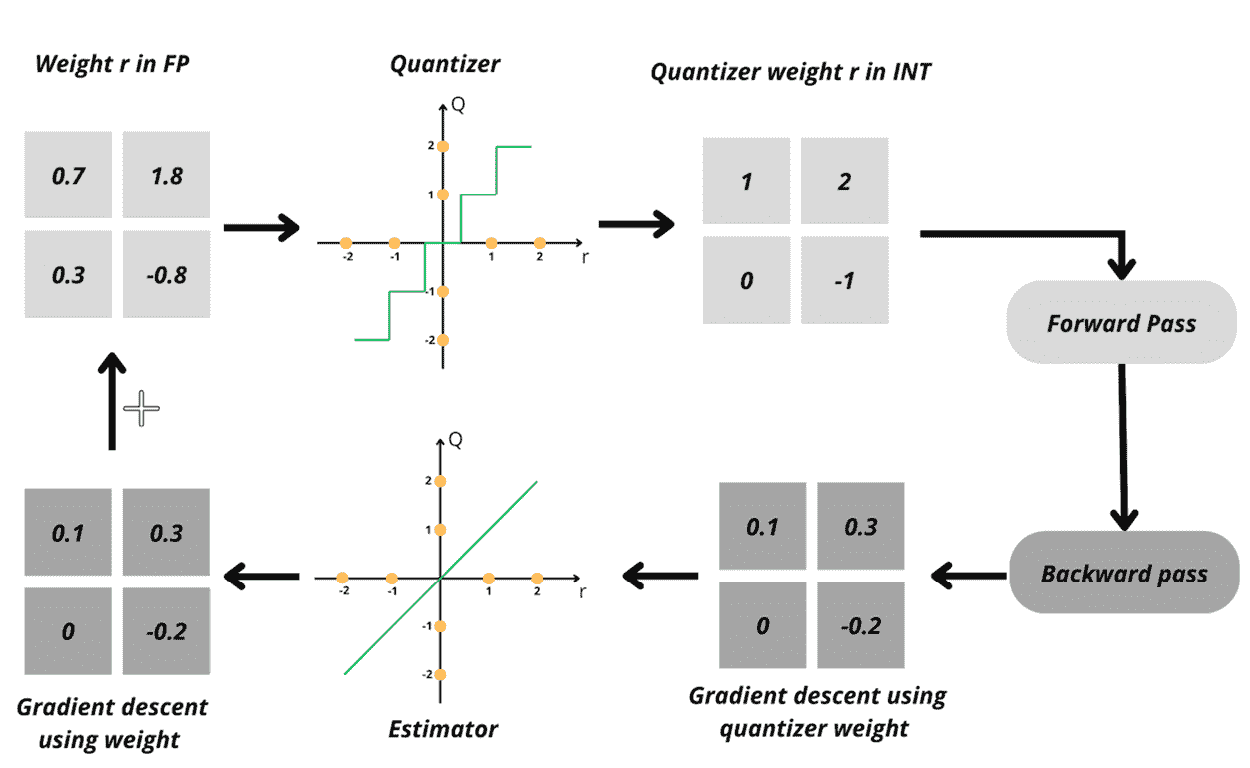 Weight r in FP
Quantizer
Quantizer weight r in INT
0.7 1.8
0.3 -0.8
Q
2
1
-2 -1 1 2 r
-1
-2
1 2
0 -1
Forward Pass
Q
2
1
-2 -1 1 2 r
-1
-2
0.1 0.3
0 -0.2
0.1 0.3
0 -0.2
Backward pass
Gradient descent
using weight
Estimator
Gradient descent using
quantizer weight